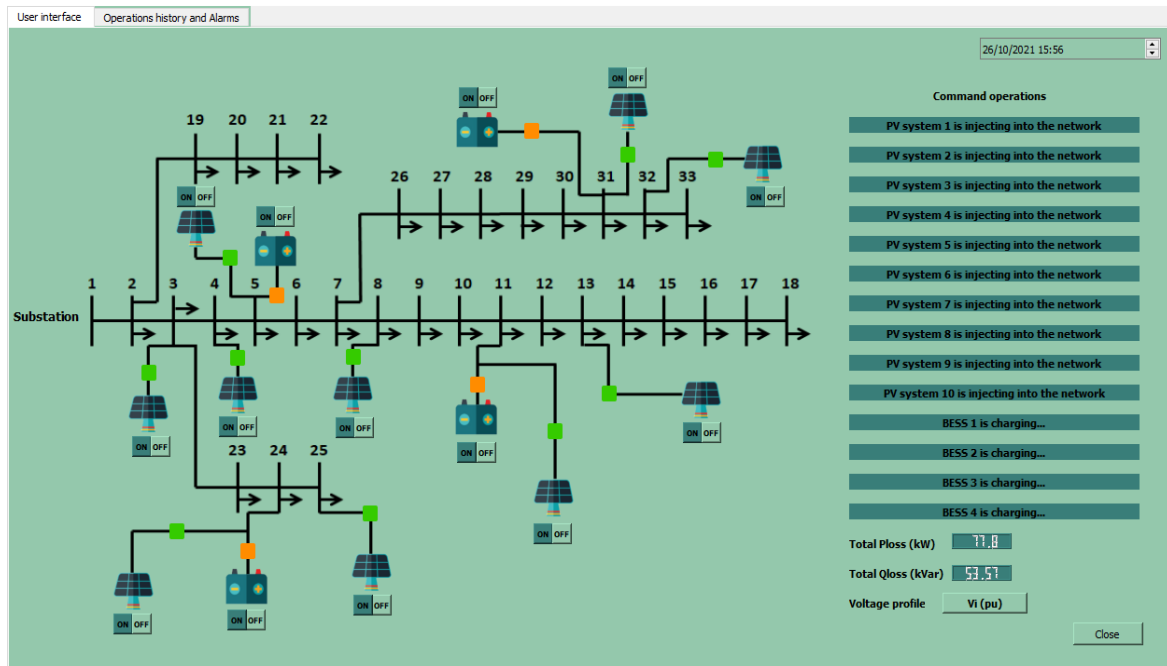 User interface
Operations history and Alarms
26/10/2021 15:56
ON OFF
ON OFF
Command operations
19 20 21 22
PV system 1 is injecting into the network
PV system 2 is injecting into the network
ON OFF
26 27 28 29 30 31 32 33
ON OFF
PV system 3 is injecting into the network
ON OFF
PV system 4 is injecting into the network
PV system 5 is injecting into the network
PV system 6 is injecting into the network
1 2 3 4 5 6 7 8 9 10 11 12 13 14 15 16 17 18
Substation
PV system 7 is injecting into the network
PV system 8 is injecting into the network
PV system 9 is injecting into the network
PV system 10 is injecting into the network
ON OFF
ON OFF
ON OFF
ON OFF
ON OFF
ON OFF
BESS 1 is charging...
23 24 25
BESS 2 is charging...
BESS 3 is charging...
BESS 4 is charging...
ON OFF
Total Ploss (kW) 77.8
Total Qloss (kVar) 53.57
Voltage profile Vi (pu)
ON OFF
ON OFF
ON OFF
Close